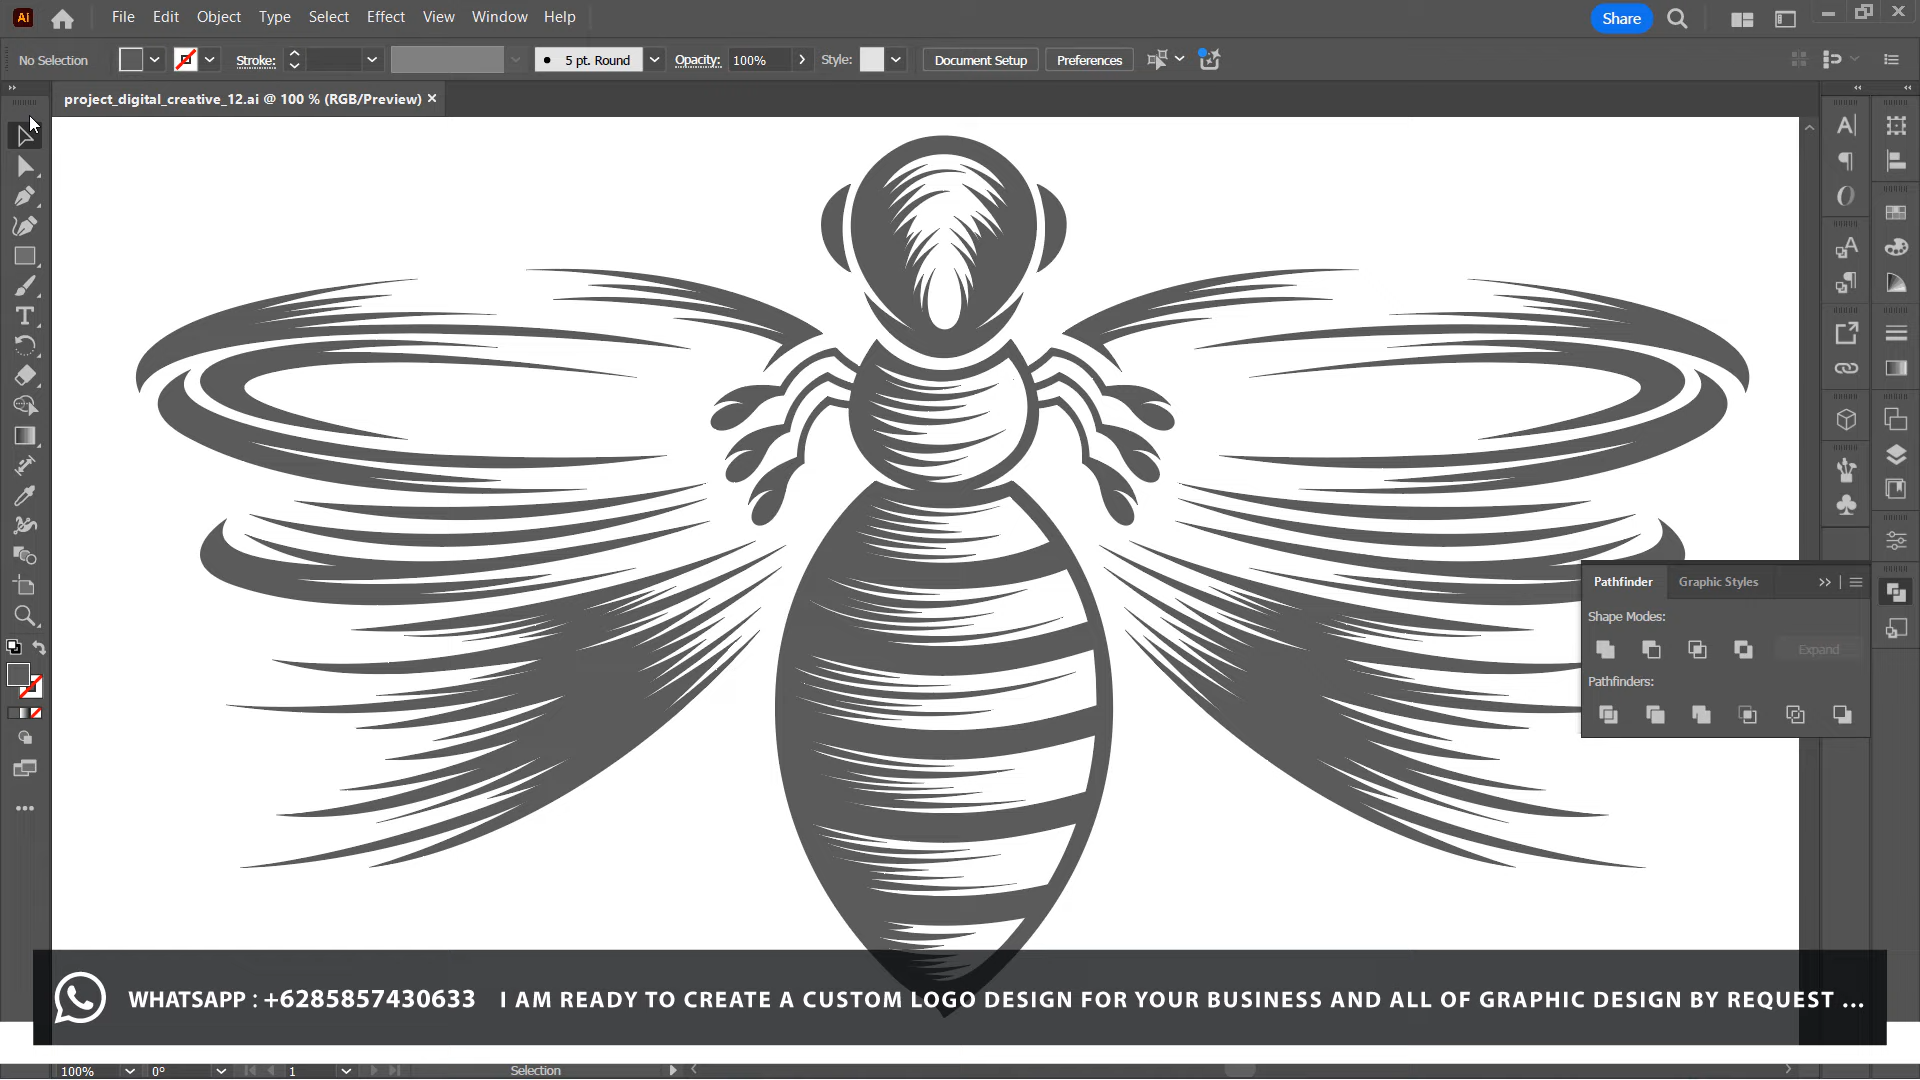 Ai File Edit Object Type Select Effect View Window Help Share
No Selection Stroke: 5 pt. Round Opacity: 100% Style: Document Setup Preferences
project_digital_creative_12.ai @ 100 % (RGB/Preview) ×
Pathfinder Graphic Styles
Shape Modes:
Expand
Pathfinders:
WHATSAPP : +6285857430633 I AM READY TO CREATE A CUSTOM LOGO DESIGN FOR YOUR BUSINESS AND ALL OF GRAPHIC DESIGN BY REQUEST ...
100% 0° 1 Selection